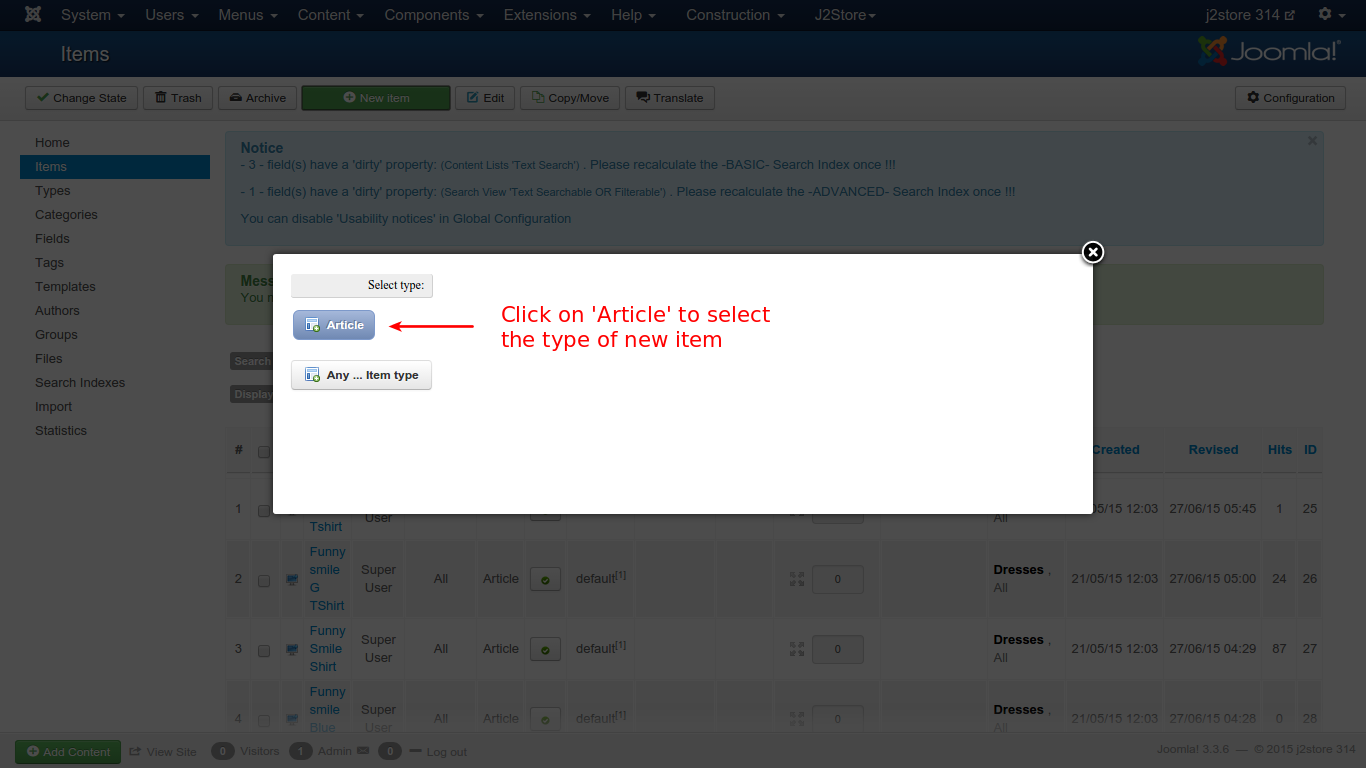 System Users Menus Content Components Extensions Help Construction J2Store j2store 314
Items
Joomla!
Change State Trash Archive New item Edit Copy/Move Translate Configuration
Home
Items
Types
Categories
Fields
Tags
Templates
Authors
Groups
Files
Search Indexes
Import
Statistics
Notice
- 3 - field(s) have a 'dirty' property: (Content Lists 'Text Search') . Please recalculate the -BASIC- Search Index once !!!
- 1 - field(s) have a 'dirty' property: (Search View 'Text Searchable OR Filterable') . Please recalculate the -ADVANCED- Search Index once !!!
You can disable 'Usability notices' in Global Configuration
Mess
You
Select type:
Article
Click on 'Article' to select
the type of new item
Any ... Item type
Search
Display
# Created Revised Hits ID
1 Tshirt User All 05/15 12:03 27/06/15 05:45 1 25
2 Funny smile G TShirt Super User All Article default[1] 0 Dresses , All 21/05/15 12:03 27/06/15 05:00 24 26
3 Funny Smile Shirt Super User All Article default[1] 0 Dresses , All 21/05/15 12:03 27/06/15 04:29 87 27
4 Funny smile Blue Super User All Article default[1] 0 Dresses , All 21/05/15 12:03 27/06/15 04:28 0 28
Add Content View Site 0 Visitors 1 Admin 0 Log out Joomla! 3.3.6 — © 2015 j2store 314